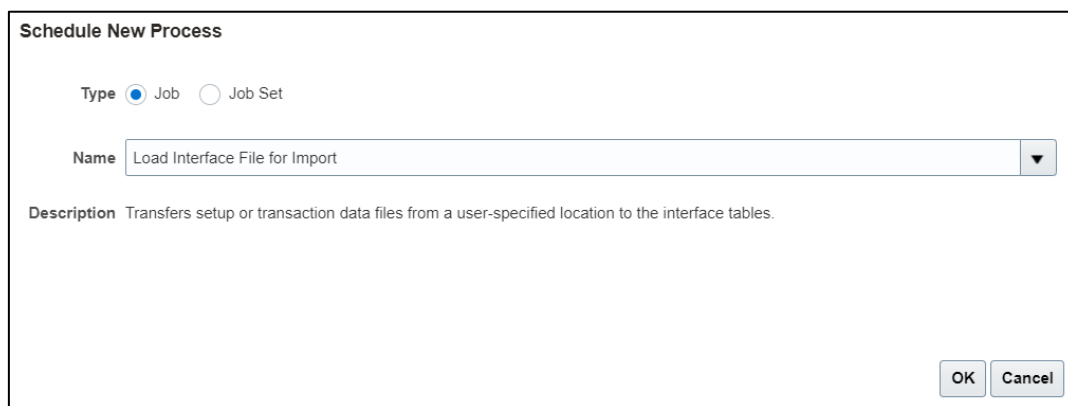 Schedule New Process
Type Job Job Set
Name Load Interface File for Import
Description Transfers setup or transaction data files from a user-specified location to the interface tables.
OK Cancel